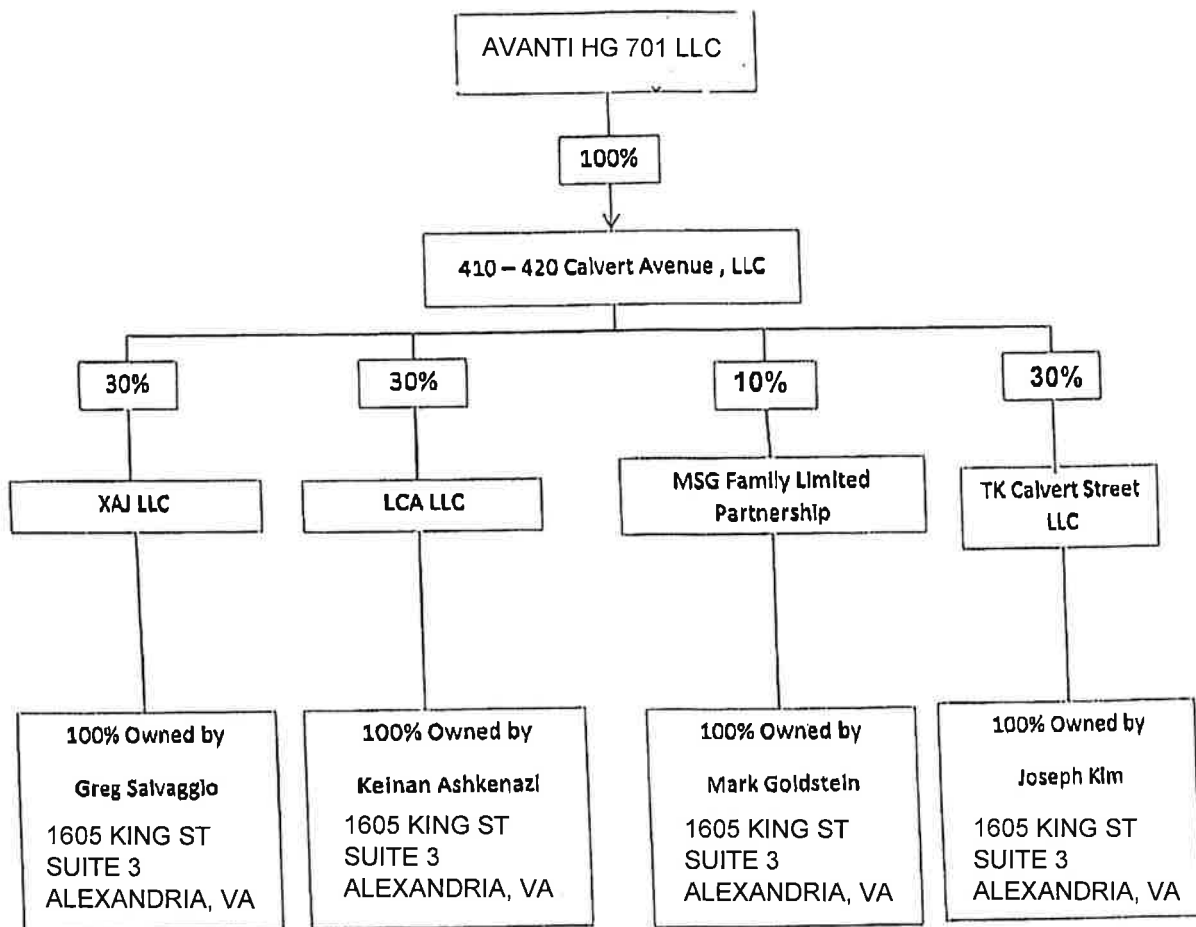 AVANTI HG 701 LLC
100%
410 – 420 Calvert Avenue , LLC
30%
30%
10%
30%
XAJ LLC
LCA LLC
MSG Family Limited
Partnership
TK Calvert Street
LLC
100% Owned by
Greg Salvaggio
1605 KING ST
SUITE 3
ALEXANDRIA, VA
100% Owned by
Keinan Ashkenazi
1605 KING ST
SUITE 3
ALEXANDRIA, VA
100% Owned by
Mark Goldstein
1605 KING ST
SUITE 3
ALEXANDRIA, VA
100% Owned by
Joseph Kim
1605 KING ST
SUITE 3
ALEXANDRIA, VA